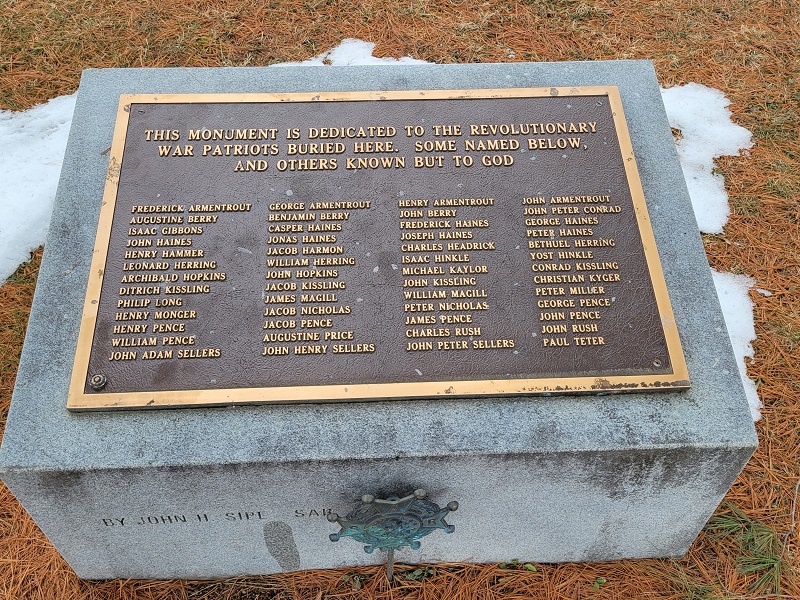 THIS MONUMENT IS DEDICATED TO THE REVOLUTIONARY
WAR PATRIOTS BURIED HERE. SOME NAMED BELOW,
AND OTHERS KNOWN BUT TO GOD
FREDERICK ARMENTROUT
AUGUSTINE BERRY
ISAAC GIBBONS
JOHN HAINES
HENRY HAMMER
LEONARD HERRING
ARCHIBALD HOPKINS
DITRICH KISSLING
PHILIP LONG
HENRY MONGER
HENRY PENCE
WILLIAM PENCE
JOHN ADAM SELLERS
GEORGE ARMENTROUT
BENJAMIN BERRY
CASPER HAINES
JONAS HAINES
JACOB HARMON
WILLIAM HERRING
JOHN HOPKINS
JACOB KISSLING
JAMES MAGILL
JACOB NICHOLAS
JACOB PENCE
AUGUSTINE PRICE
JOHN HENRY SELLERS
HENRY ARMENTROUT
JOHN BERRY
FREDERICK HAINES
JOSEPH HAINES
CHARLES HEADRICK
ISAAC HINKLE
MICHAEL KAYLOR
JOHN KISSLING
WILLIAM MAGILL
PETER NICHOLAS
JAMES PENCE
CHARLES RUSH
JOHN PETER SELLERS
JOHN ARMENTROUT
JOHN PETER CONRAD
GEORGE HAINES
PETER HAINES
BETHUEL HERRING
YOST HINKLE
CONRAD KISSLING
CHRISTIAN KYGER
PETER MILLER
GEORGE PENCE
JOHN PENCE
JOHN RUSH
PAUL TETER
BY JOHN H. SIPE SAR